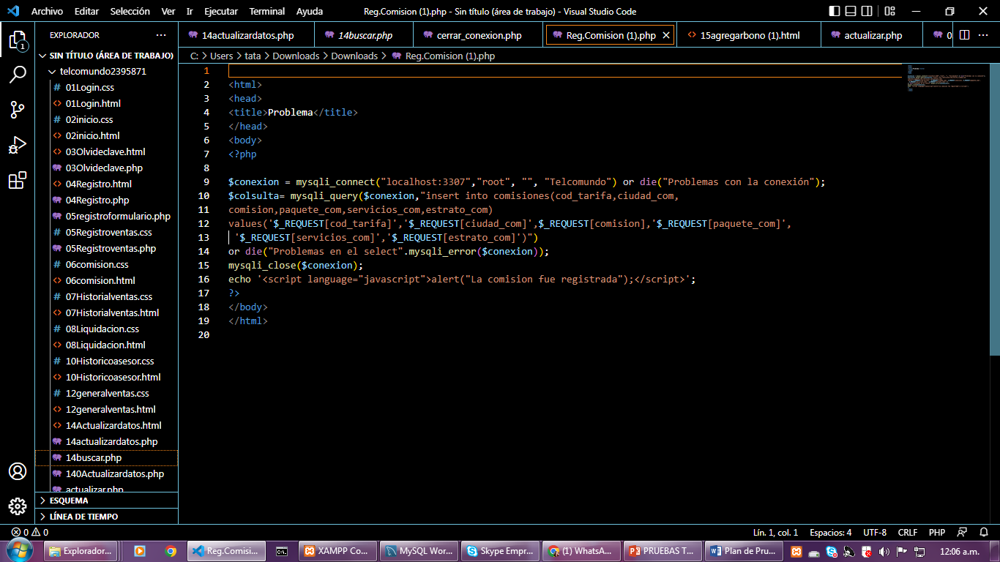 Archivo Editar Selección Ver Ir Ejecutar Terminal Ayuda
Reg.Comision (1).php - Sin título (área de trabajo) - Visual Studio Code
EXPLORADOR
14actualizardatos.php 14buscar.php cerrar_conexion.php Reg.Comision (1).php 15agregarbono (1).html actualizar.php 0
SIN TÍTULO (ÁREA DE TRABAJO)
C: > Users > tata > Downloads > Downloads > Reg.Comision (1).php
telcomundo2395871
01Login.css
01Login.html
02inicio.css
02inicio.html
03Olvideclave.html
03Olvideclave.php
04Registro.html
04Registro.php
05registroformulario.php
05Registroventas.css
05Registroventas.php
06comision.css
06comision.html
07Historialventas.css
07Historialventas.html
08Liquidacion.css
08Liquidacion.html
10Historicoasesor.css
10Historicoasesor.html
12generalventas.css
12generalventas.html
14Actualizardatos.html
14actualizardatos.php
14buscar.php
140Actualizardatos.php
actualizar.php
ESQUEMA
LÍNEA DE TIEMPO
1
2 <html>
3 <head>
4 <title>Problema</title>
5 </head>
6 <body>
7 <?php
8
9 $conexion = mysqli_connect("localhost:3307","root", "", "Telcomundo") or die("Problemas con la conexión");
10 $colsulta= mysqli_query($conexion,"insert into comisiones(cod_tarifa,ciudad_com,
11 comision,paquete_com,servicios_com,estrato_com)
12 values('$_REQUEST[cod_tarifa]','$_REQUEST[ciudad_com]',$_REQUEST[comision],'$_REQUEST[paquete_com]',
13 '$_REQUEST[servicios_com]','$_REQUEST[estrato_com]')")
14 or die("Problemas en el select".mysqli_error($conexion));
15 mysqli_close($conexion);
16 echo '<script language="javascript">alert("La comision fue registrada");</script>';
17 ?>
18 </body>
19 </html>
20
0 0
Lín. 1, col. 1 Espacios: 4 UTF-8 CRLF PHP
Explorador... Reg.Comisi... XAMPP Co... MySQL Wor... Skype Empr... (1) WhatsA... PRUEBAS T... Plan de Pru... 12:06 a.m.